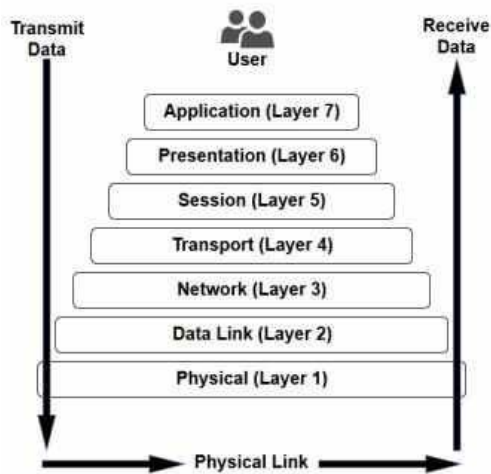 Transmit
Data
User
Receive
Data
Application (Layer 7)
Presentation (Layer 6)
Session (Layer 5)
Transport (Layer 4)
Network (Layer 3)
Data Link (Layer 2)
Physical (Layer 1)
Physical Link